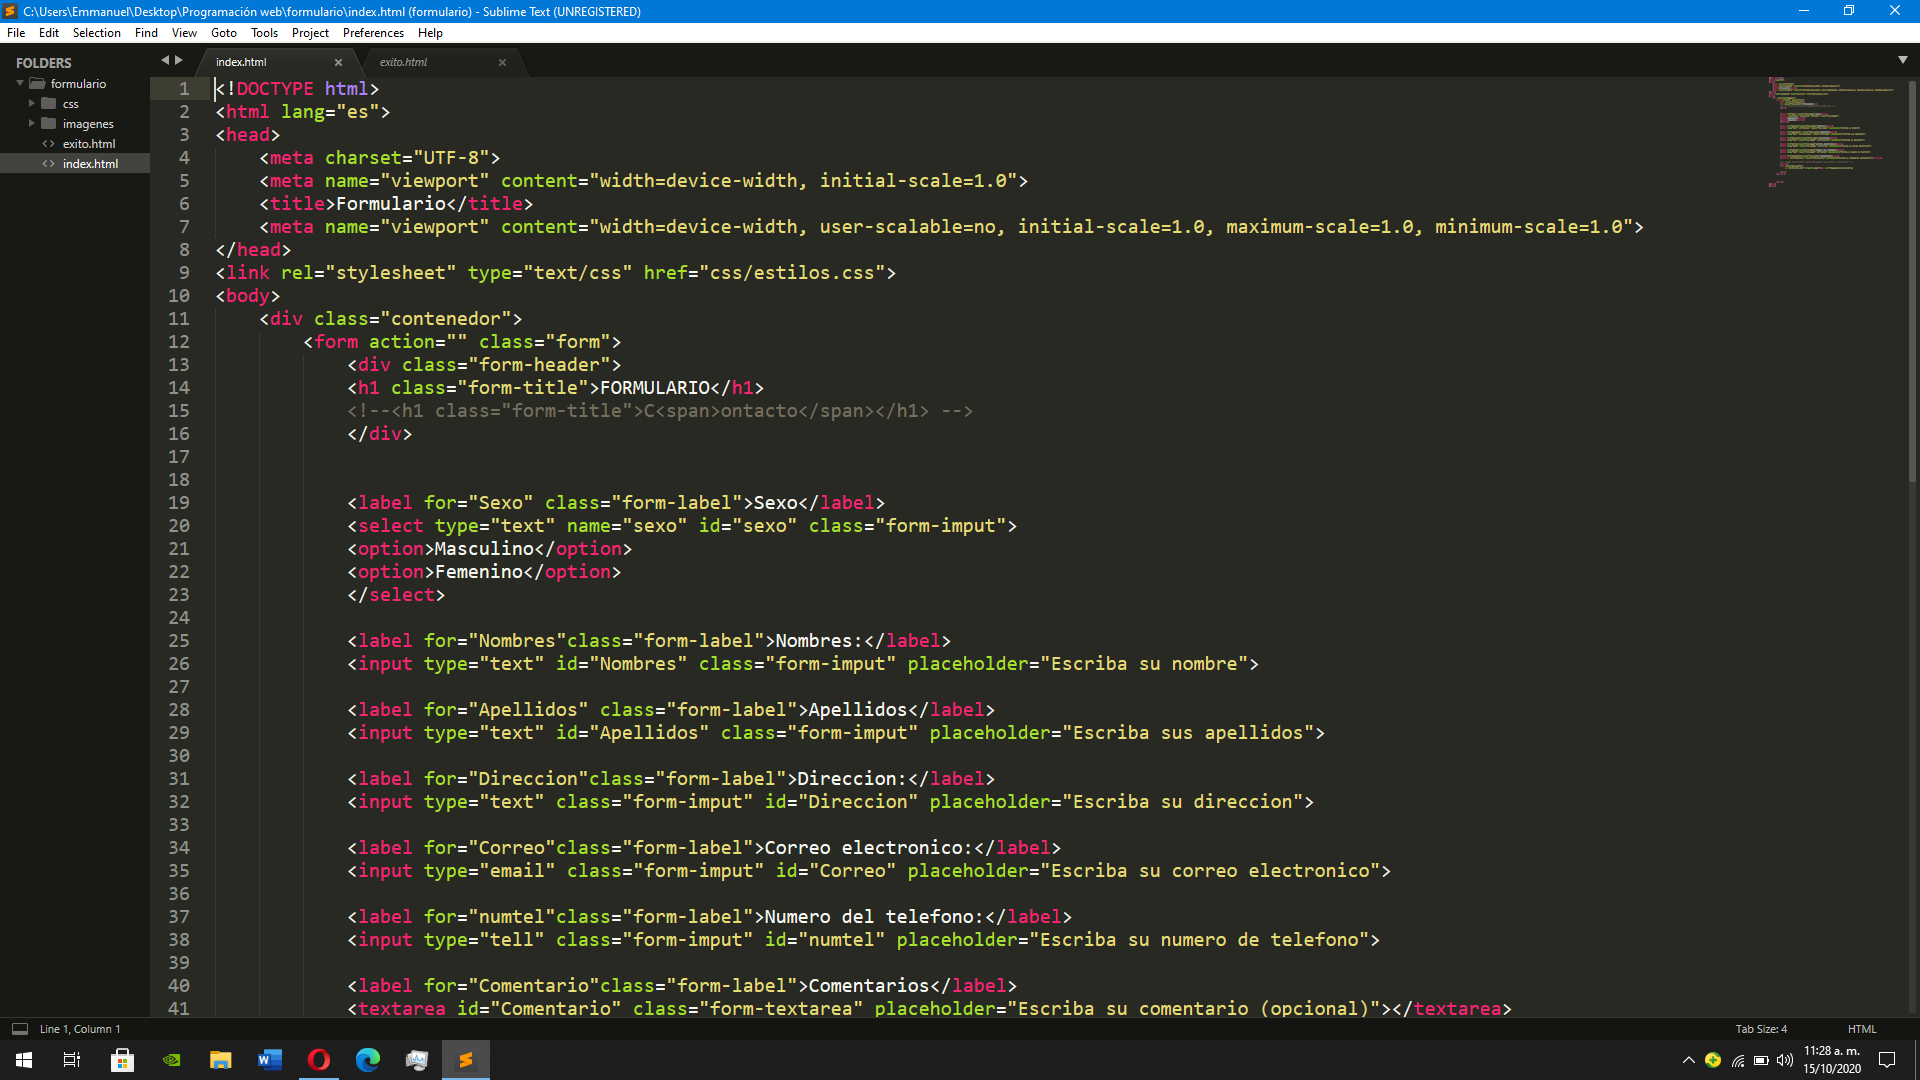 C:\Users\Emmanuel\Desktop\Programación web\formulario\index.html (formulario) - Sublime Text (UNREGISTERED)
File Edit Selection Find View Goto Tools Project Preferences Help
FOLDERS
formulario
css
imagenes
exito.html
index.html
index.html exito.html
1 <!DOCTYPE html>
2 <html lang="es">
3 <head>
4 <meta charset="UTF-8">
5 <meta name="viewport" content="width=device-width, initial-scale=1.0">
6 <title>Formulario</title>
7 <meta name="viewport" content="width=device-width, user-scalable=no, initial-scale=1.0, maximum-scale=1.0, minimum-scale=1.0">
8 </head>
9 <link rel="stylesheet" type="text/css" href="css/estilos.css">
10 <body>
11 <div class="contenedor">
12 <form action="" class="form">
13 <div class="form-header">
14 <h1 class="form-title">FORMULARIO</h1>
15 <!--<h1 class="form-title">C<span>ontacto</span></h1> -->
16 </div>
17
18
19 <label for="Sexo" class="form-label">Sexo</label>
20 <select type="text" name="sexo" id="sexo" class="form-imput">
21 <option>Masculino</option>
22 <option>Femenino</option>
23 </select>
24
25 <label for="Nombres"class="form-label">Nombres:</label>
26 <input type="text" id="Nombres" class="form-imput" placeholder="Escriba su nombre">
27
28 <label for="Apellidos" class="form-label">Apellidos</label>
29 <input type="text" id="Apellidos" class="form-imput" placeholder="Escriba sus apellidos">
30
31 <label for="Direccion"class="form-label">Direccion:</label>
32 <input type="text" class="form-imput" id="Direccion" placeholder="Escriba su direccion">
33
34 <label for="Correo"class="form-label">Correo electronico:</label>
35 <input type="email" class="form-imput" id="Correo" placeholder="Escriba su correo electronico">
36
37 <label for="numtel"class="form-label">Numero del telefono:</label>
38 <input type="tell" class="form-imput" id="numtel" placeholder="Escriba su numero de telefono">
39
40 <label for="Comentario"class="form-label">Comentarios</label>
41 <textarea id="Comentario" class="form-textarea" placeholder="Escriba su comentario (opcional)"></textarea>
Line 1, Column 1 Tab Size: 4 HTML
11:28 a. m.
15/10/2020